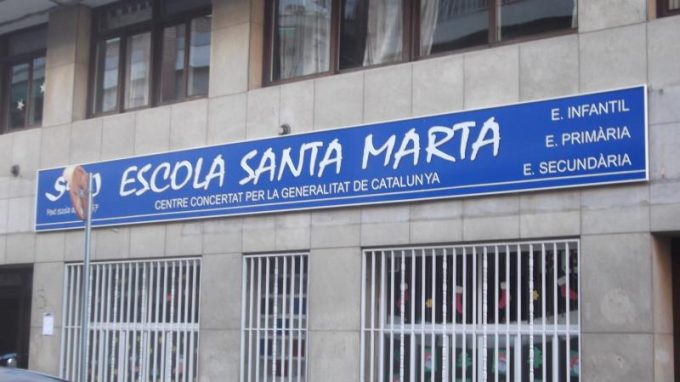 ESCOLA SANTA MARTA
CENTRE CONCERTAT PER LA GENERALITAT DE CATALUNYA
E. INFANTIL
E. PRIMÀRIA
E. SECUNDÀRIA